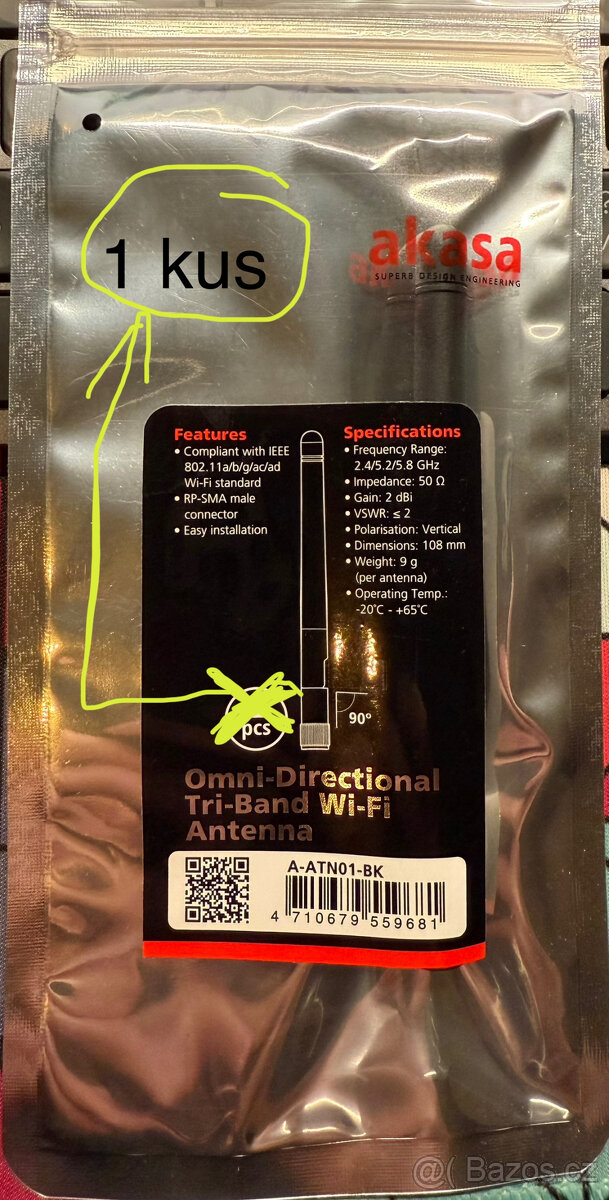 1 kus
akasa
SUPERB DESIGN ENGINEERING
Features
• Compliant with IEEE
802.11a/b/g/ac/ad
Wi-Fi standard
• RP-SMA male
connector
• Easy installation
Specifications
• Frequency Range:
2.4/5.2/5.8 GHz
• Impedance: 50 Ω
• Gain: 2 dBi
• VSWR: ≤ 2
• Polarisation: Vertical
• Dimensions: 108 mm
• Weight: 9 g
(per antenna)
• Operating Temp.:
-20°C - +65°C
pcs
90°
Omni-Directional
Tri-Band Wi-Fi
Antenna
A-ATN01-BK
4 710679 559681
@( Bazos.cz